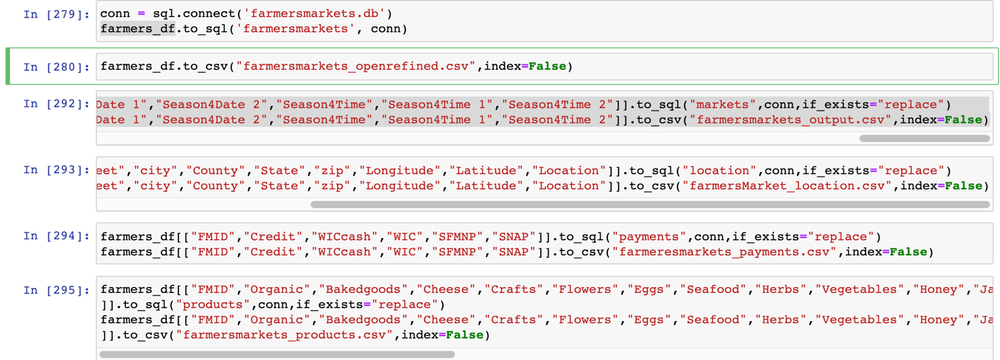 In [279]: conn = sql.connect('farmersmarkets.db')
farmers_df.to_sql('farmersmarkets', conn)
In [280]: farmers_df.to_csv("farmersmarkets_openrefined.csv",index=False)
In [292]: Date 1","Season4Date 2","Season4Time","Season4Time 1","Season4Time 2"]].to_sql("markets",conn,if_exists="replace")
Date 1","Season4Date 2","Season4Time","Season4Time 1","Season4Time 2"]].to_csv("farmersmarkets_output.csv",index=False)
In [293]: eet","city","County","State","zip","Longitude","Latitude","Location"]].to_sql("location",conn,if_exists="replace")
eet","city","County","State","zip","Longitude","Latitude","Location"]].to_csv("farmersMarket_location.csv",index=False)
In [294]: farmers_df[["FMID","Credit","WICcash","WIC","SFMNP","SNAP"]].to_sql("payments",conn,if_exists="replace")
farmers_df[["FMID","Credit","WICcash","WIC","SFMNP","SNAP"]].to_csv("farmeresmarkets_payments.csv",index=False)
In [295]: farmers_df[["FMID","Organic","Bakedgoods","Cheese","Crafts","Flowers","Eggs","Seafood","Herbs","Vegetables","Honey","Ja
]].to_sql("products",conn,if_exists="replace")
farmers_df[["FMID","Organic","Bakedgoods","Cheese","Crafts","Flowers","Eggs","Seafood","Herbs","Vegetables","Honey","Ja
]].to_csv("farmersmarkets_products.csv",index=False)